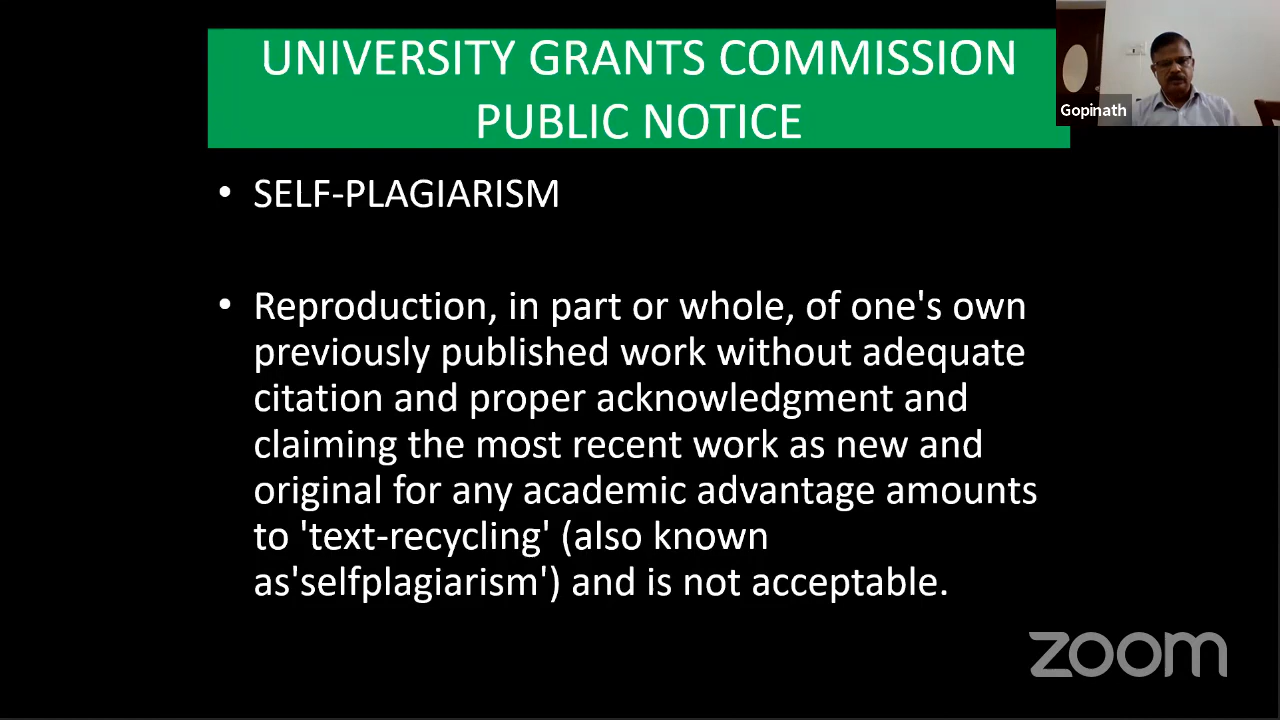 UNIVERSITY GRANTS COMMISSION
PUBLIC NOTICE
Gopinath
• SELF-PLAGIARISM
• Reproduction, in part or whole, of one's own
previously published work without adequate
citation and proper acknowledgment and
claiming the most recent work as new and
original for any academic advantage amounts
to 'text-recycling' (also known
as'selfplagiarism') and is not acceptable.
zoom